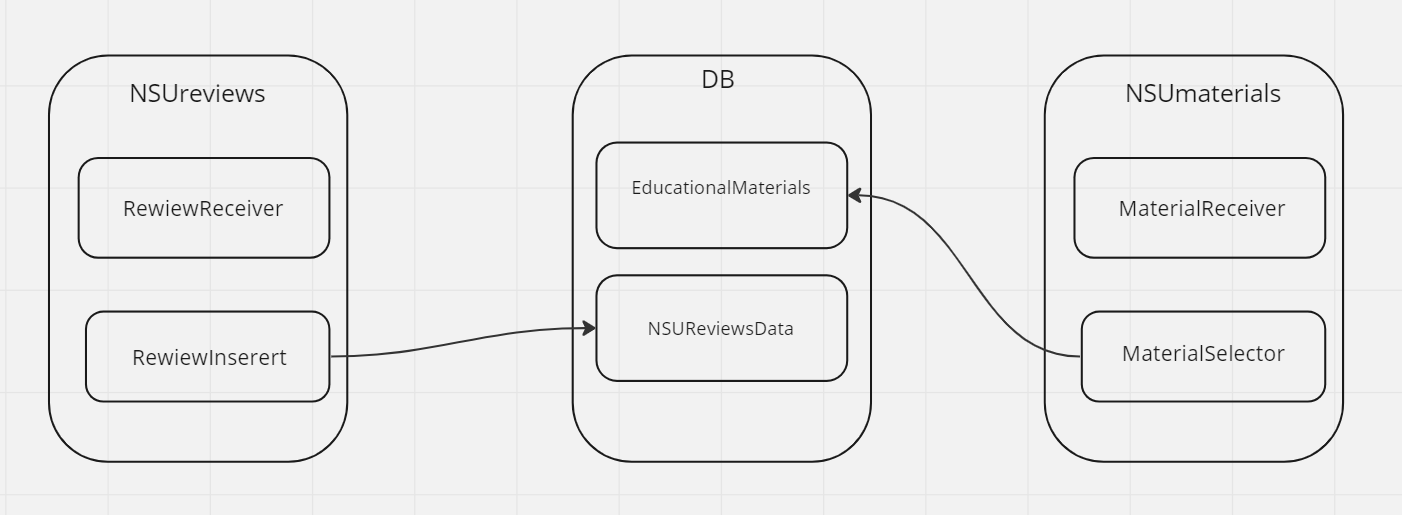 NSUreviews
RewiewReceiver
RewiewInserert
DB
EducationalMaterials
NSUReviewsData
NSUmaterials
MaterialReceiver
MaterialSelector